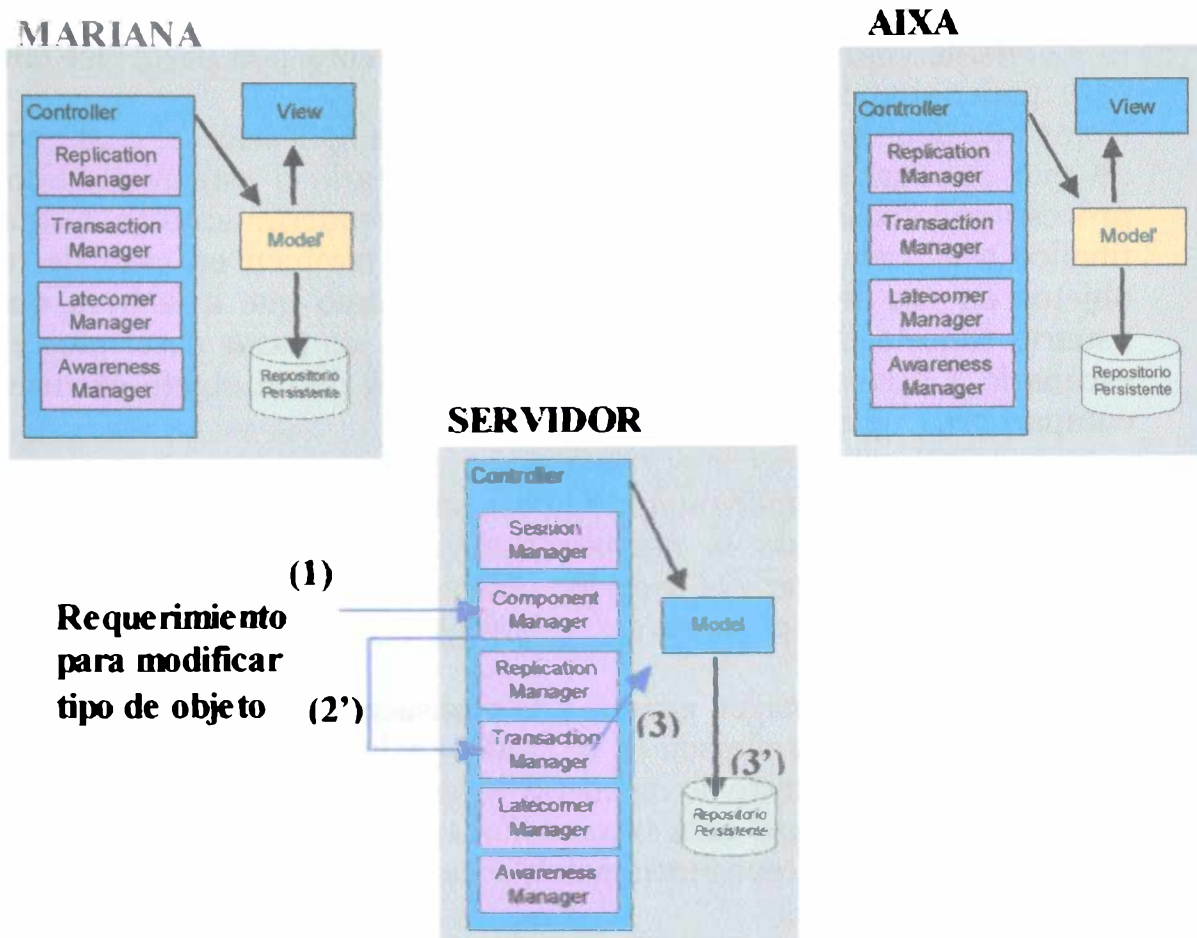 MARIANA
Controller
Replication
Manager
Transaction
Manager
Latecomer
Manager
Awareness
Manager
View
Model'
Repositorio
Persistente
AIXA
Controller
Replication
Manager
Transaction
Manager
Latecomer
Manager
Awareness
Manager
View
Model'
Repositorio
Persistente
SERVIDOR
Controller
Session
Manager
Component
Manager
Replication
Manager
Transaction
Manager
Latecomer
Manager
Awareness
Manager
Model
Repositorio
Persistente
(1)
Requerimiento
para modificar
tipo de objeto
(2’)
(3)
(3’)